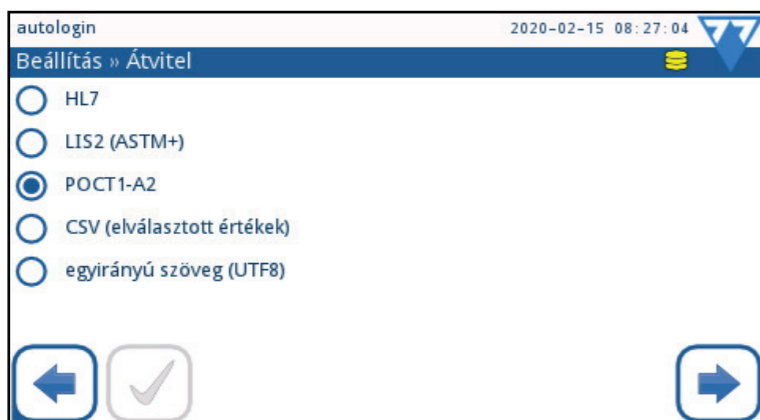 autologin 2020-02-15 08:27:04
Beállítás » Átvitel
HL7
LIS2 (ASTM+)
POCT1-A2
CSV (elválasztott értékek)
egyirányú szöveg (UTF8)